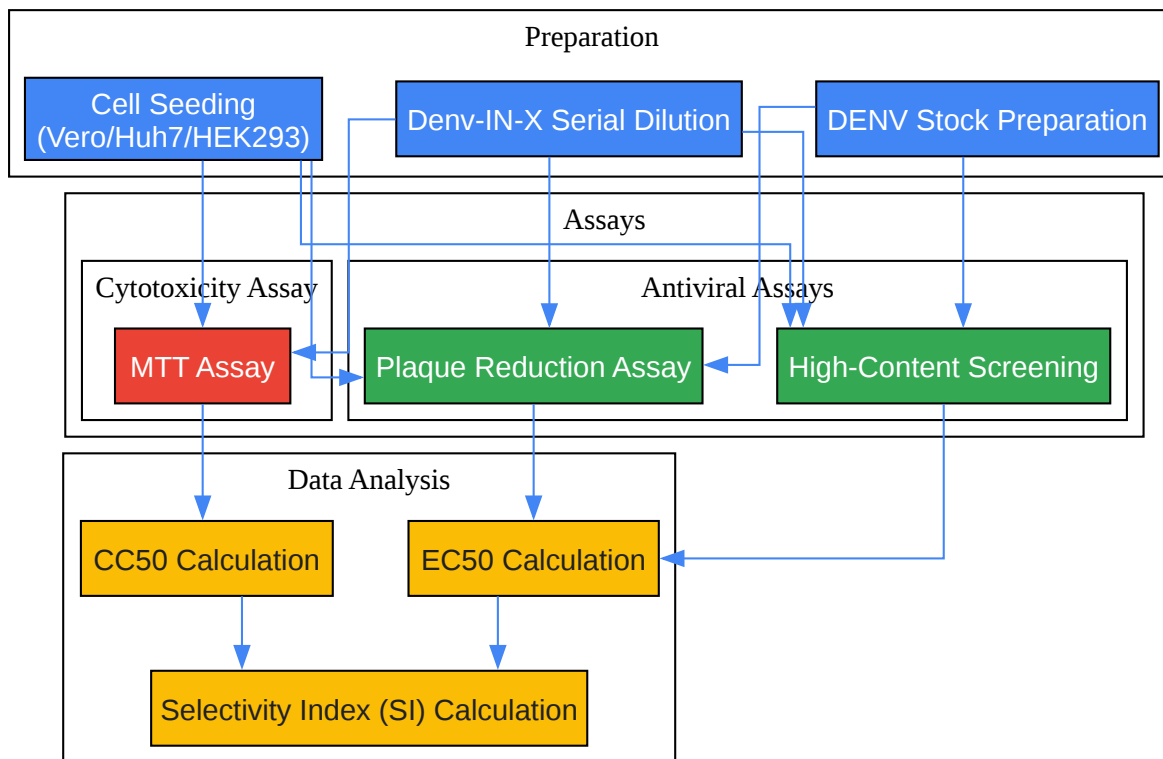 Preparation
Cell Seeding
(Vero/Huh7/HEK293)
Denv-IN-X Serial Dilution
DENV Stock Preparation
Assays
Cytotoxicity Assay
Antiviral Assays
MTT Assay
Plaque Reduction Assay
High-Content Screening
Data Analysis
CC50 Calculation
EC50 Calculation
Selectivity Index (SI) Calculation